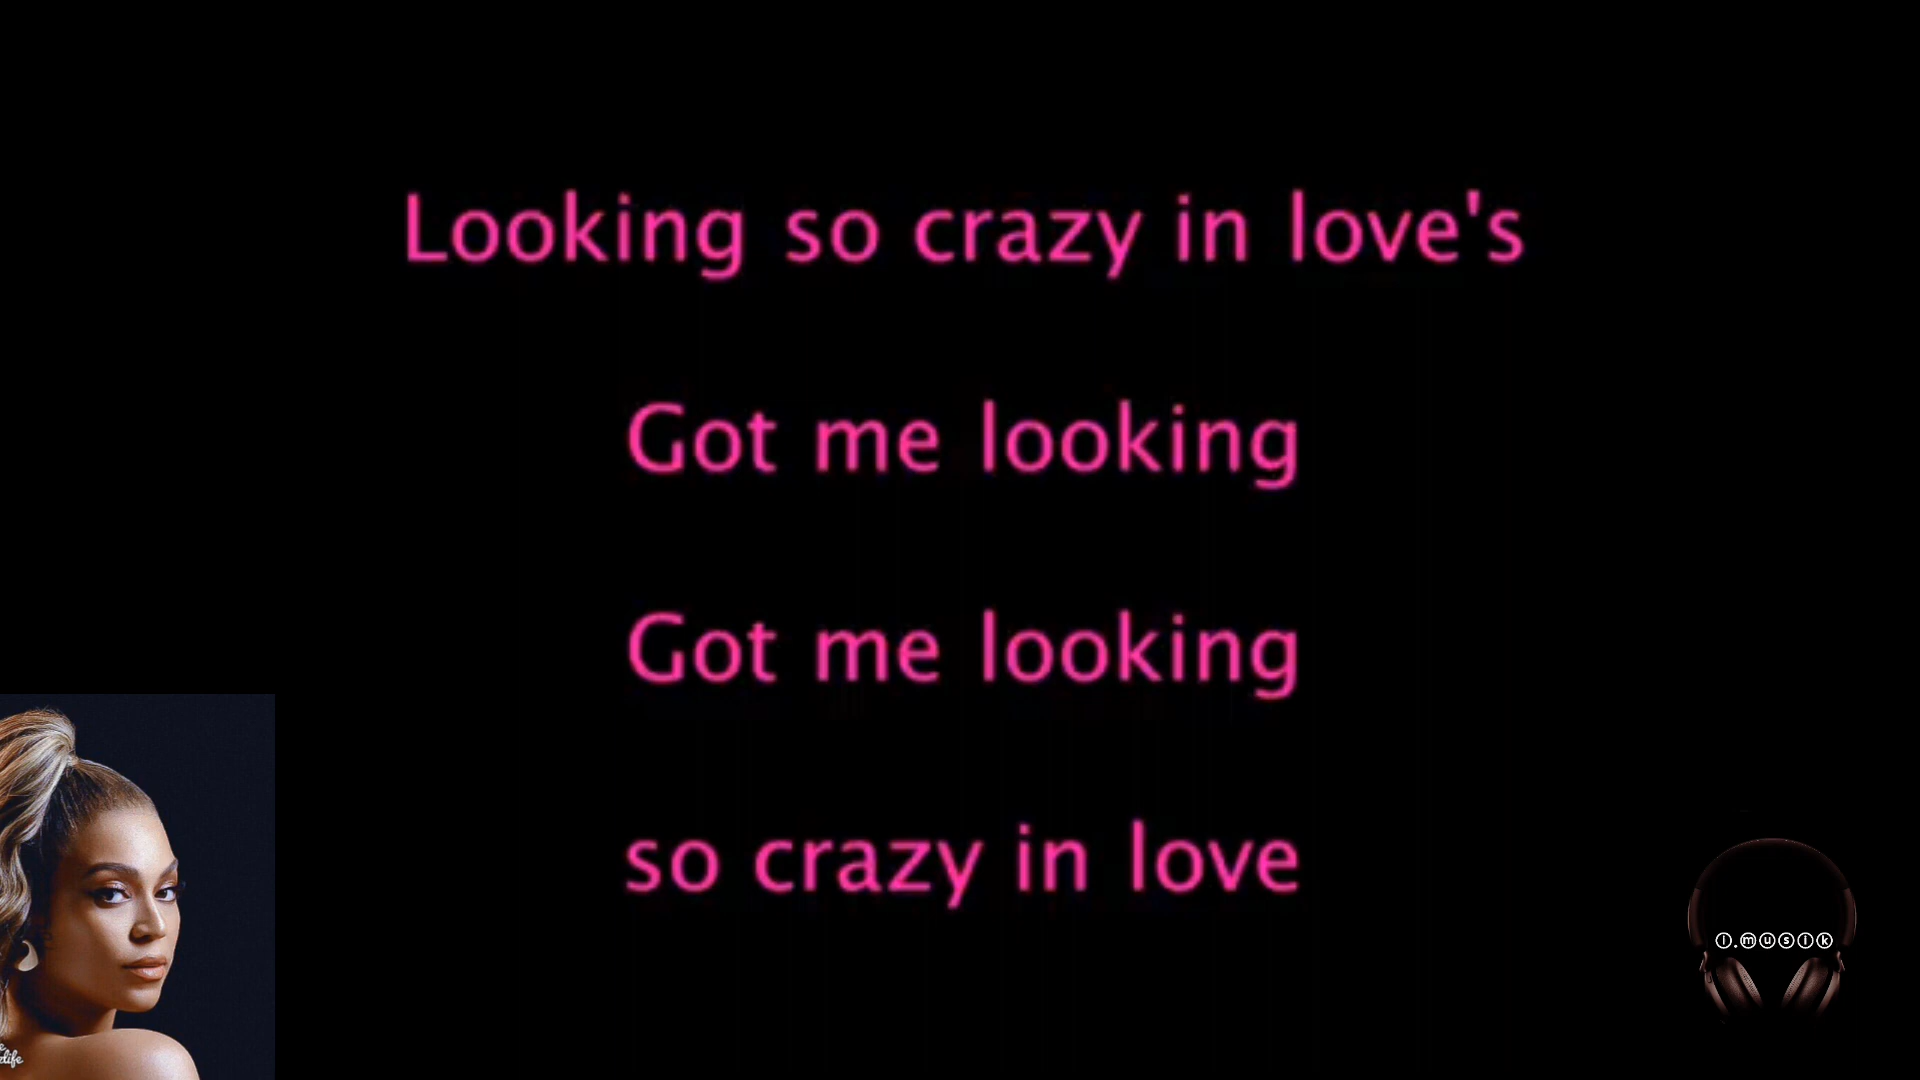 Looking so crazy in love's
Got me looking
Got me looking
so crazy in love
i.musik